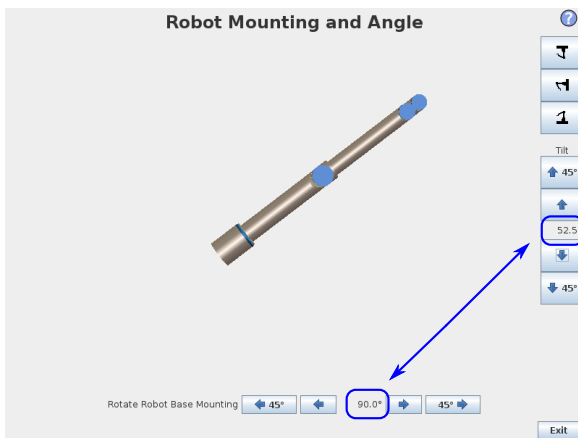 Robot Mounting and Angle
?
Tilt
45°
52.5
45°
Rotate Robot Base Mounting 45° 90.0° 45°
Exit